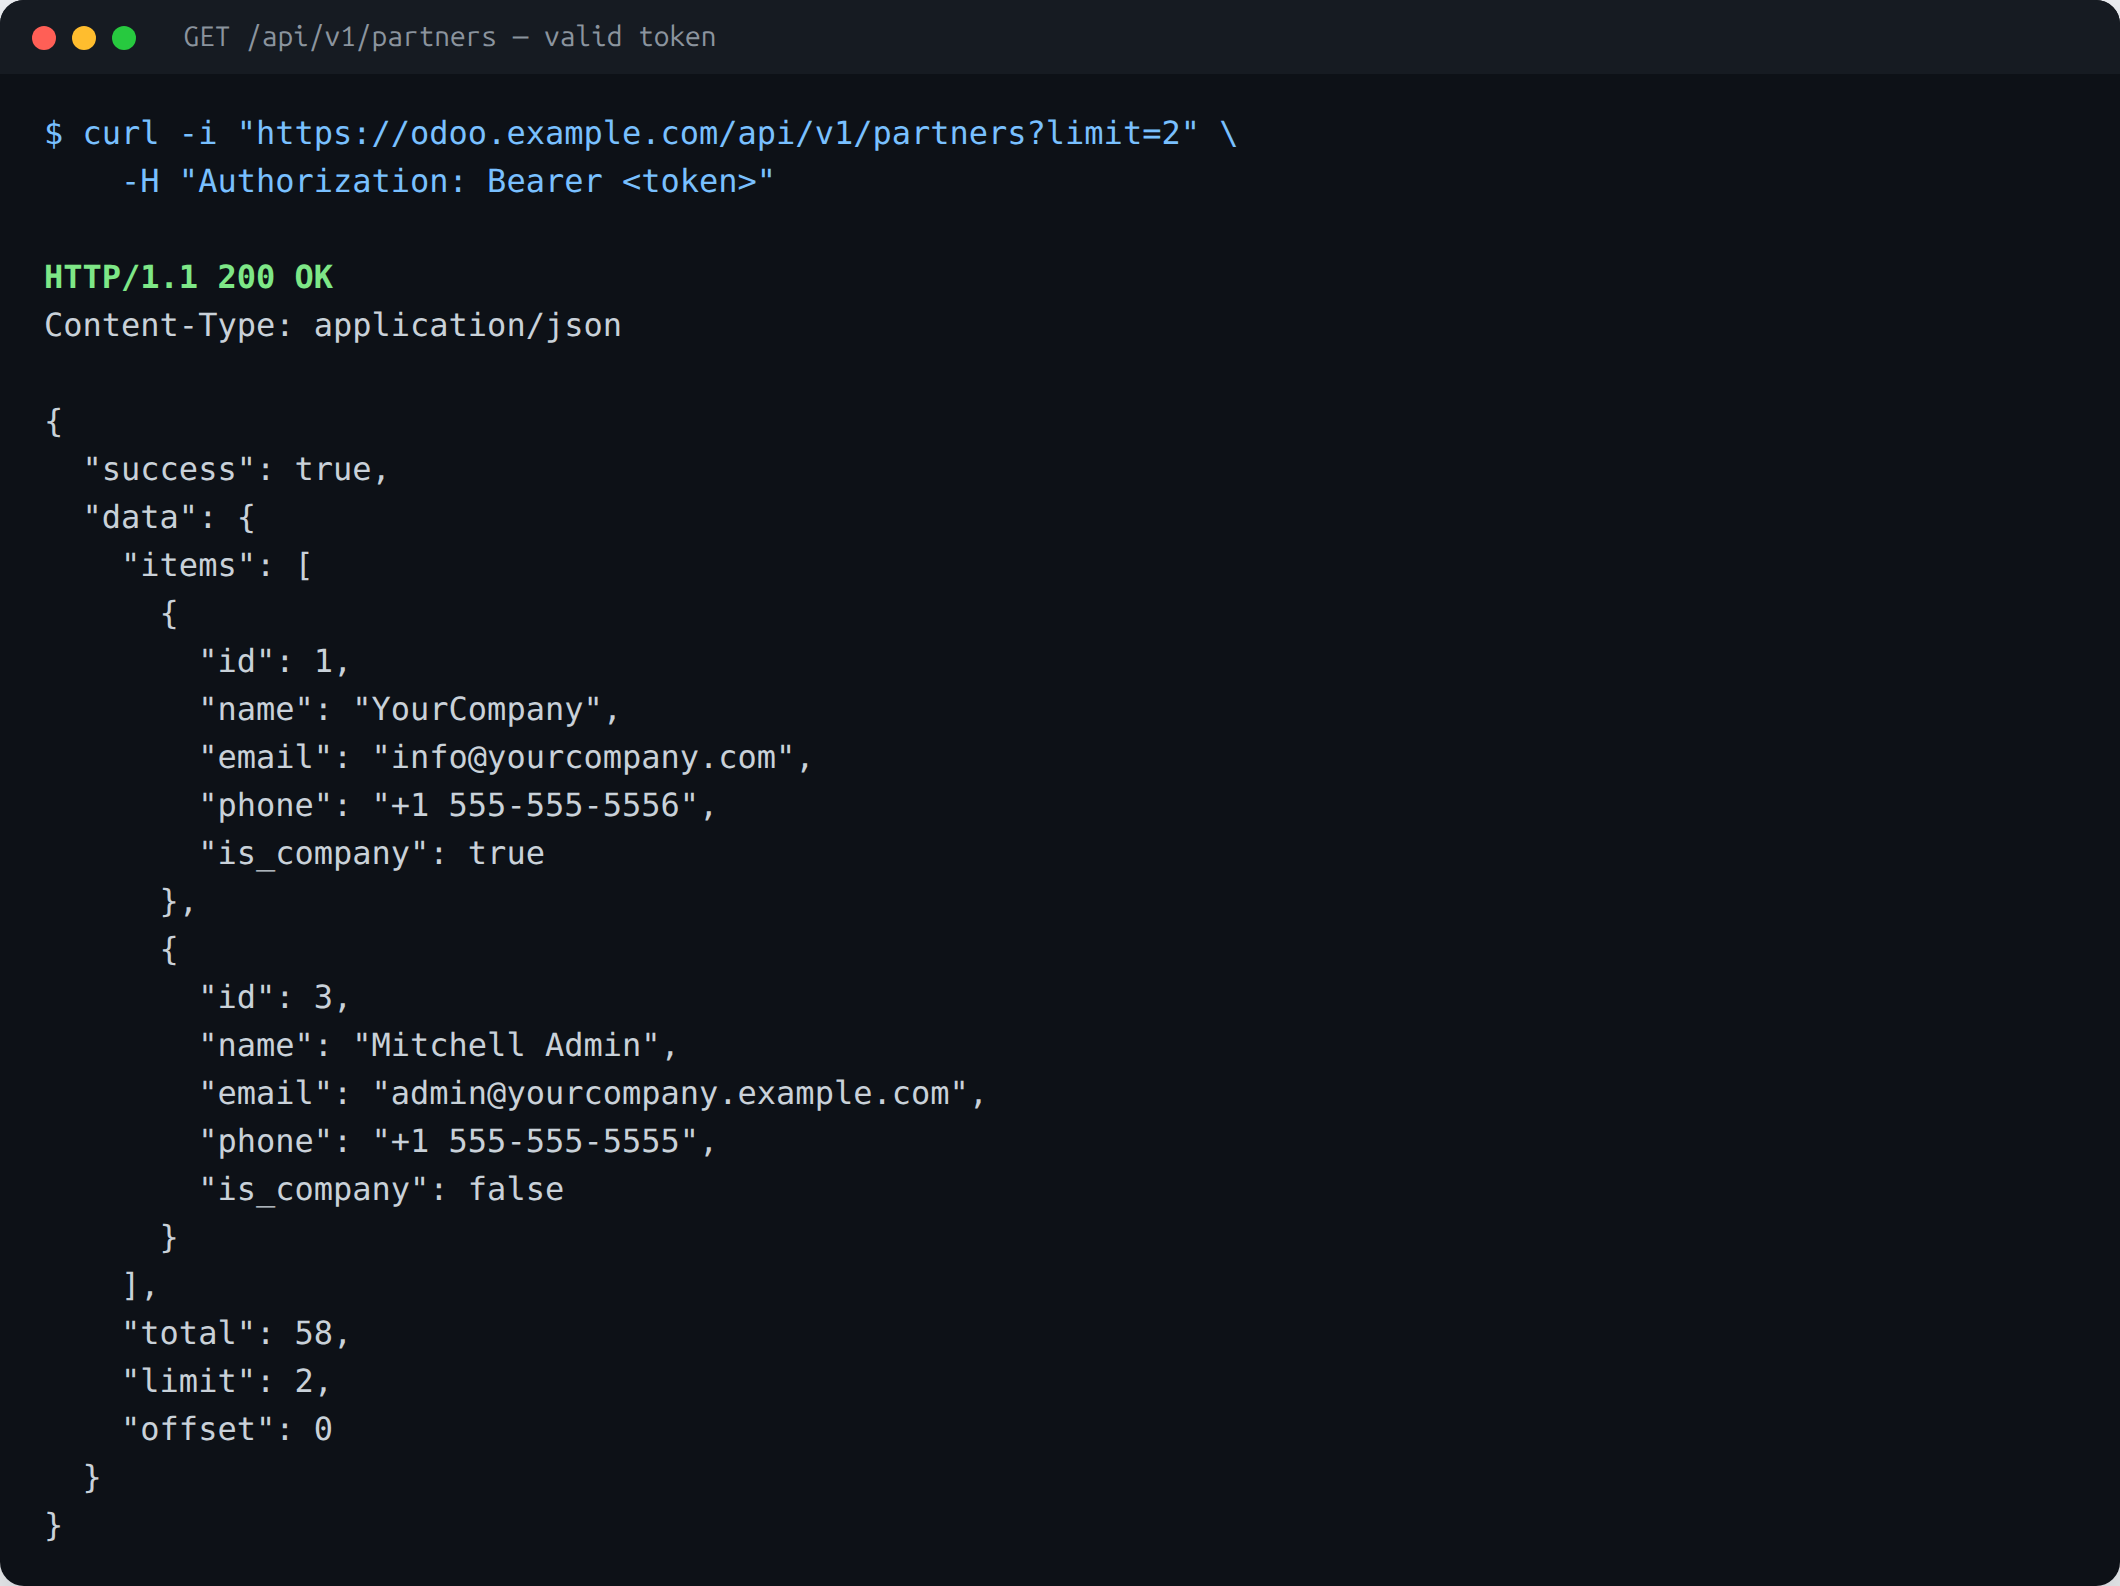 GET /api/v1/partners — valid token
$ curl -i "https://odoo.example.com/api/v1/partners?limit=2" \
    -H "Authorization: Bearer <token>"
HTTP/1.1 200 OK
Content-Type: application/json
{
  "success": true,
  "data": {
    "items": [
      {
        "id": 1,
        "name": "YourCompany",
        "email": "info@yourcompany.com",
        "phone": "+1 555-555-5556",
        "is_company": true
      },
      {
        "id": 3,
        "name": "Mitchell Admin",
        "email": "admin@yourcompany.example.com",
        "phone": "+1 555-555-5555",
        "is_company": false
      }
    ],
    "total": 58,
    "limit": 2,
    "offset": 0
  }
}